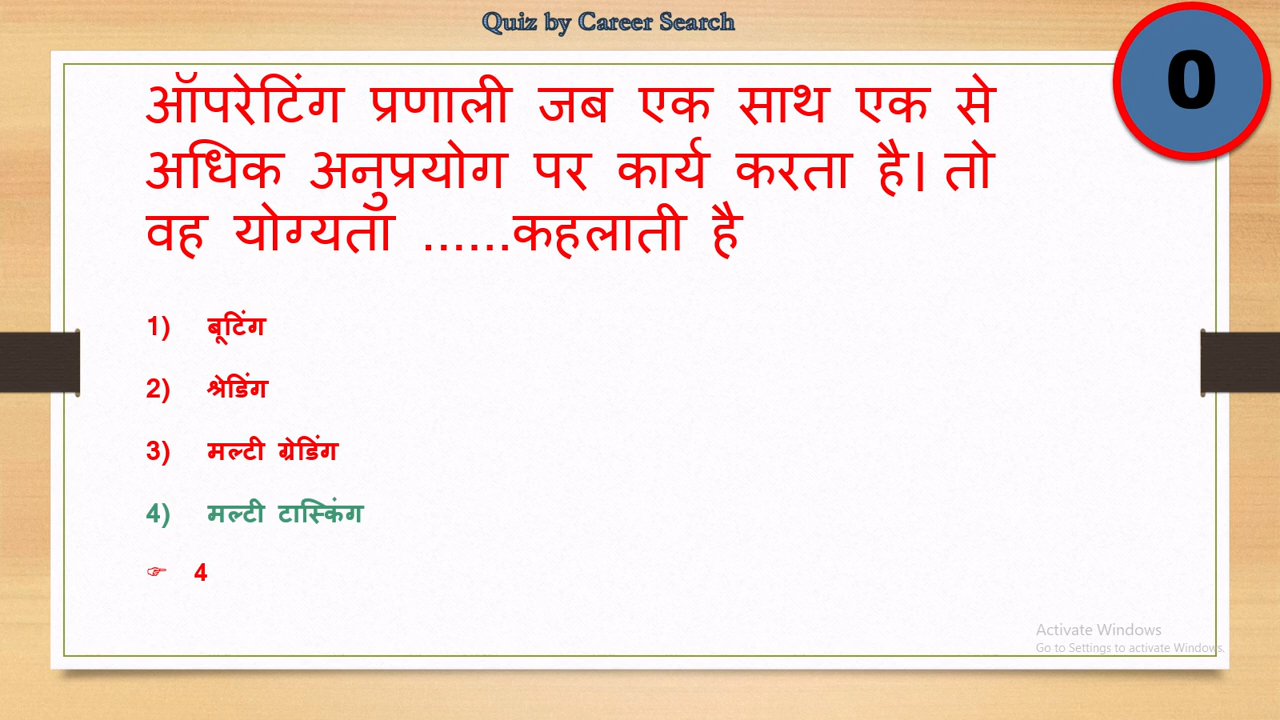 Quiz by Career Search
0
ऑपरेटिंग प्रणाली जब एक साथ एक से
अधिक अनुप्रयोग पर कार्य करता है। तो
वह योग्यता ......कहलाती है
1) बूटिंग
2) श्रेडिंग
3) मल्टी ग्रेडिंग
4) मल्टी टास्किंग
☞ 4
Activate Windows
Go to Settings to activate Windows.